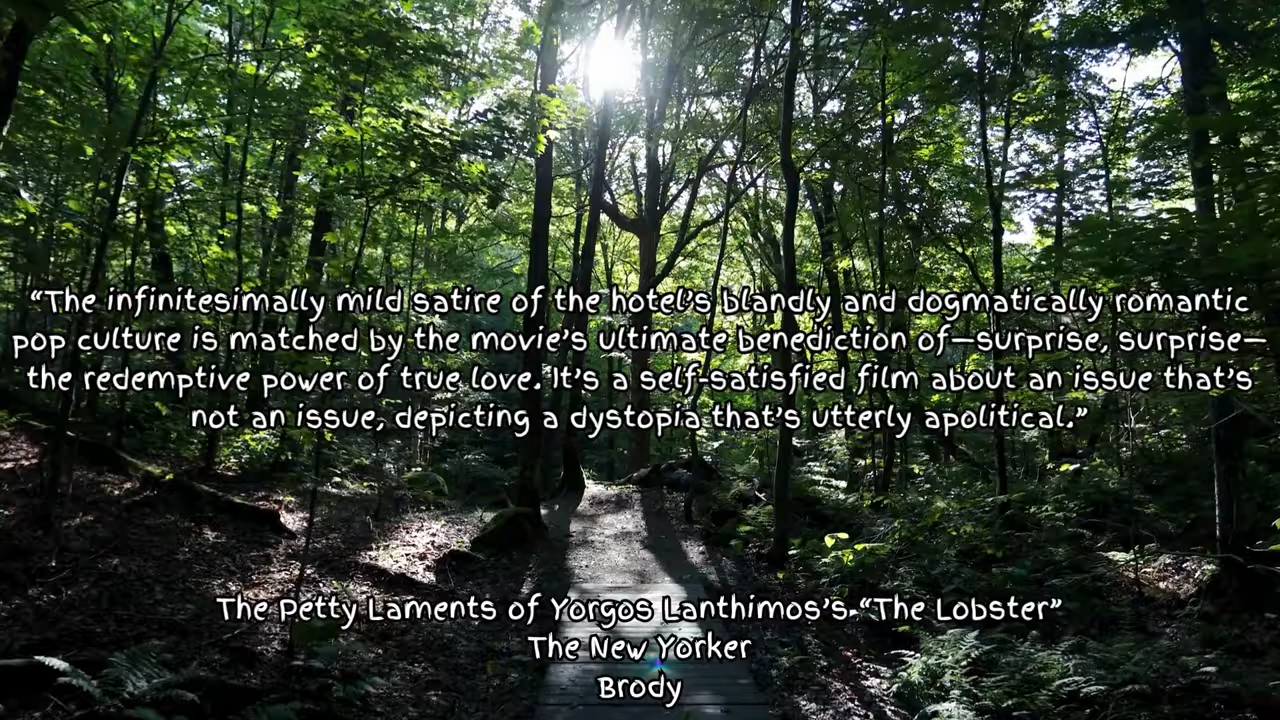 “The infinitesimally mild satire of the hotel’s blandly and dogmatically romantic
pop culture is matched by the movie’s ultimate benediction of—surprise, surprise—
the redemptive power of true love. It’s a self-satisfied film about an issue that’s
not an issue, depicting a dystopia that’s utterly apolitical.”
The Petty Laments of Yorgos Lanthimos’s “The Lobster”
The New Yorker
Brody